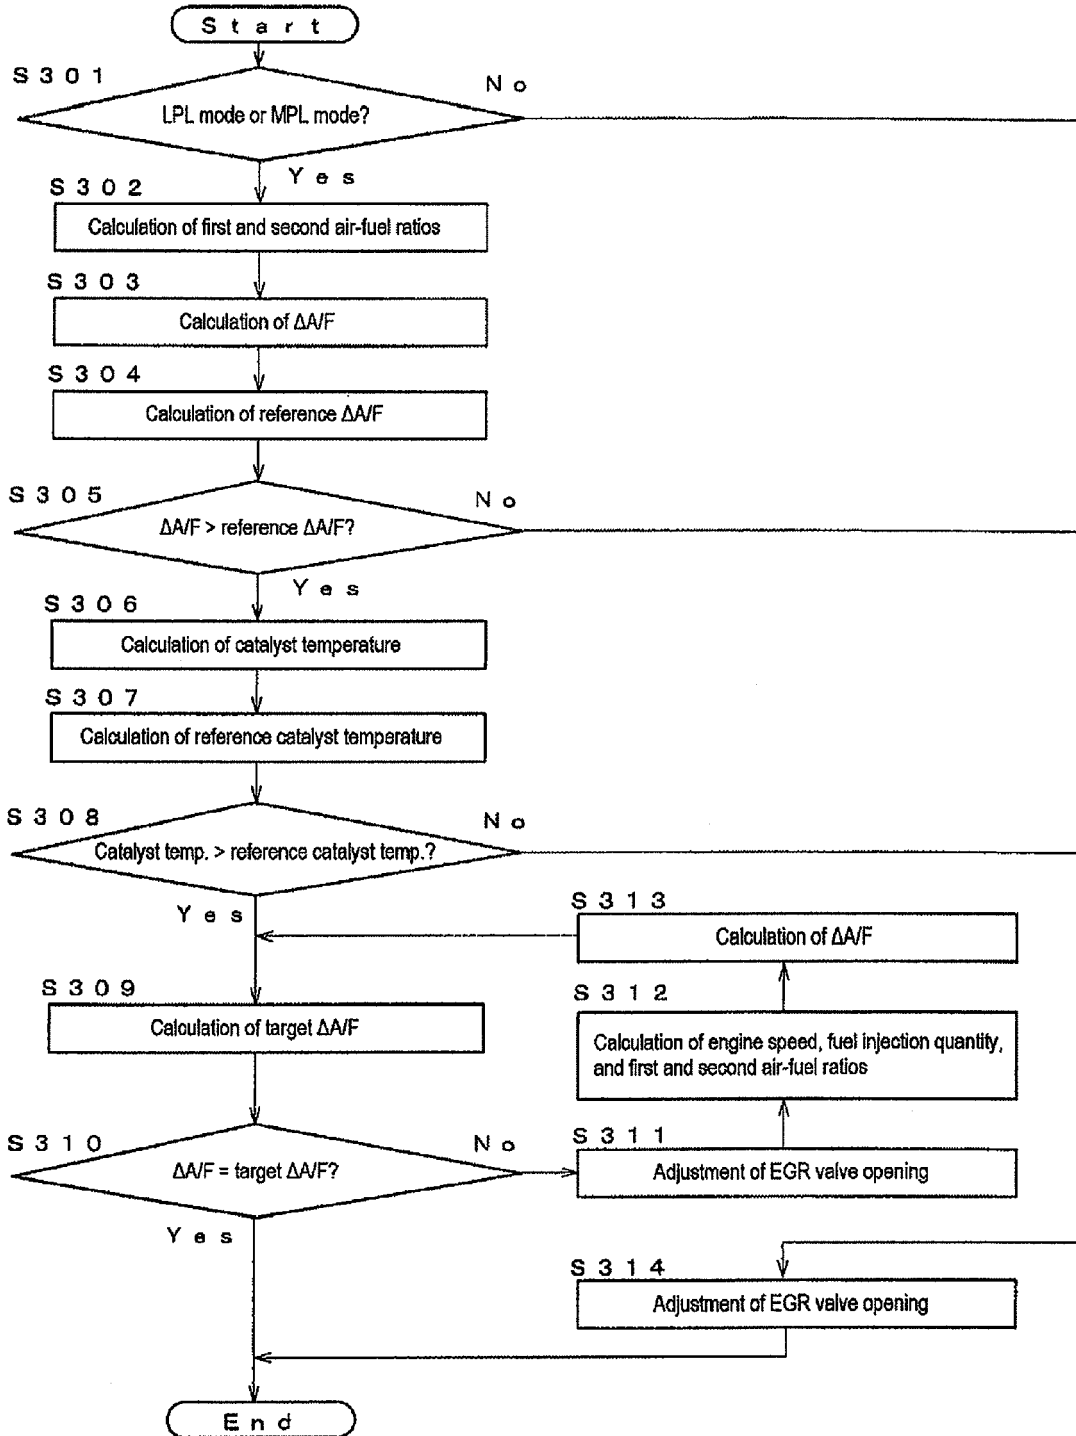 Start
S301
No
LPL mode or MPL mode?
Yes
S302
Calculation of first and second air-fuel ratios
S303
Calculation of ΔA/F
S304
Calculation of reference ΔA/F
S305
No
ΔA/F > reference ΔA/F?
Yes
S306
Calculation of catalyst temperature
S307
Calculation of reference catalyst temperature
S308
No
Catalyst temp. > reference catalyst temp.?
Yes
S313
Calculation of ΔA/F
S309
Calculation of target ΔA/F
S312
Calculation of engine speed, fuel injection quantity,
and first and second air-fuel ratios
S310
No
ΔA/F = target ΔA/F?
S311
Adjustment of EGR valve opening
Yes
S314
Adjustment of EGR valve opening
End